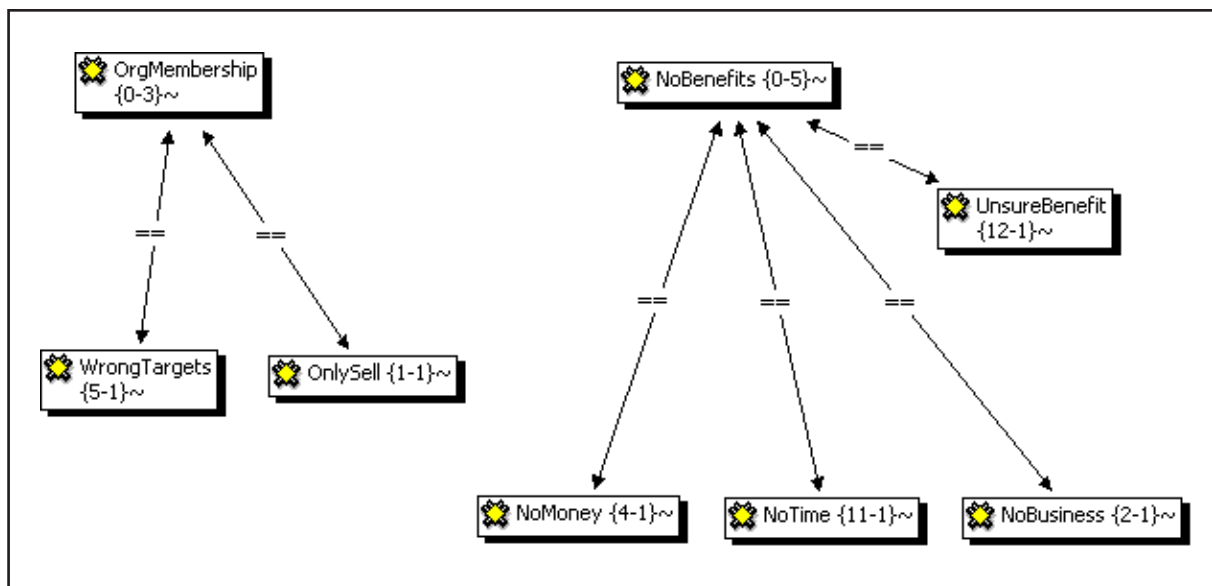 OrgMembership
{0-3}~
NoBenefits {0-5}~
==
UnsureBenefit
{12-1}~
==
==
==
==
==
WrongTargets
{5-1}~
OnlySell {1-1}~
NoMoney {4-1}~
NoTime {11-1}~
NoBusiness {2-1}~